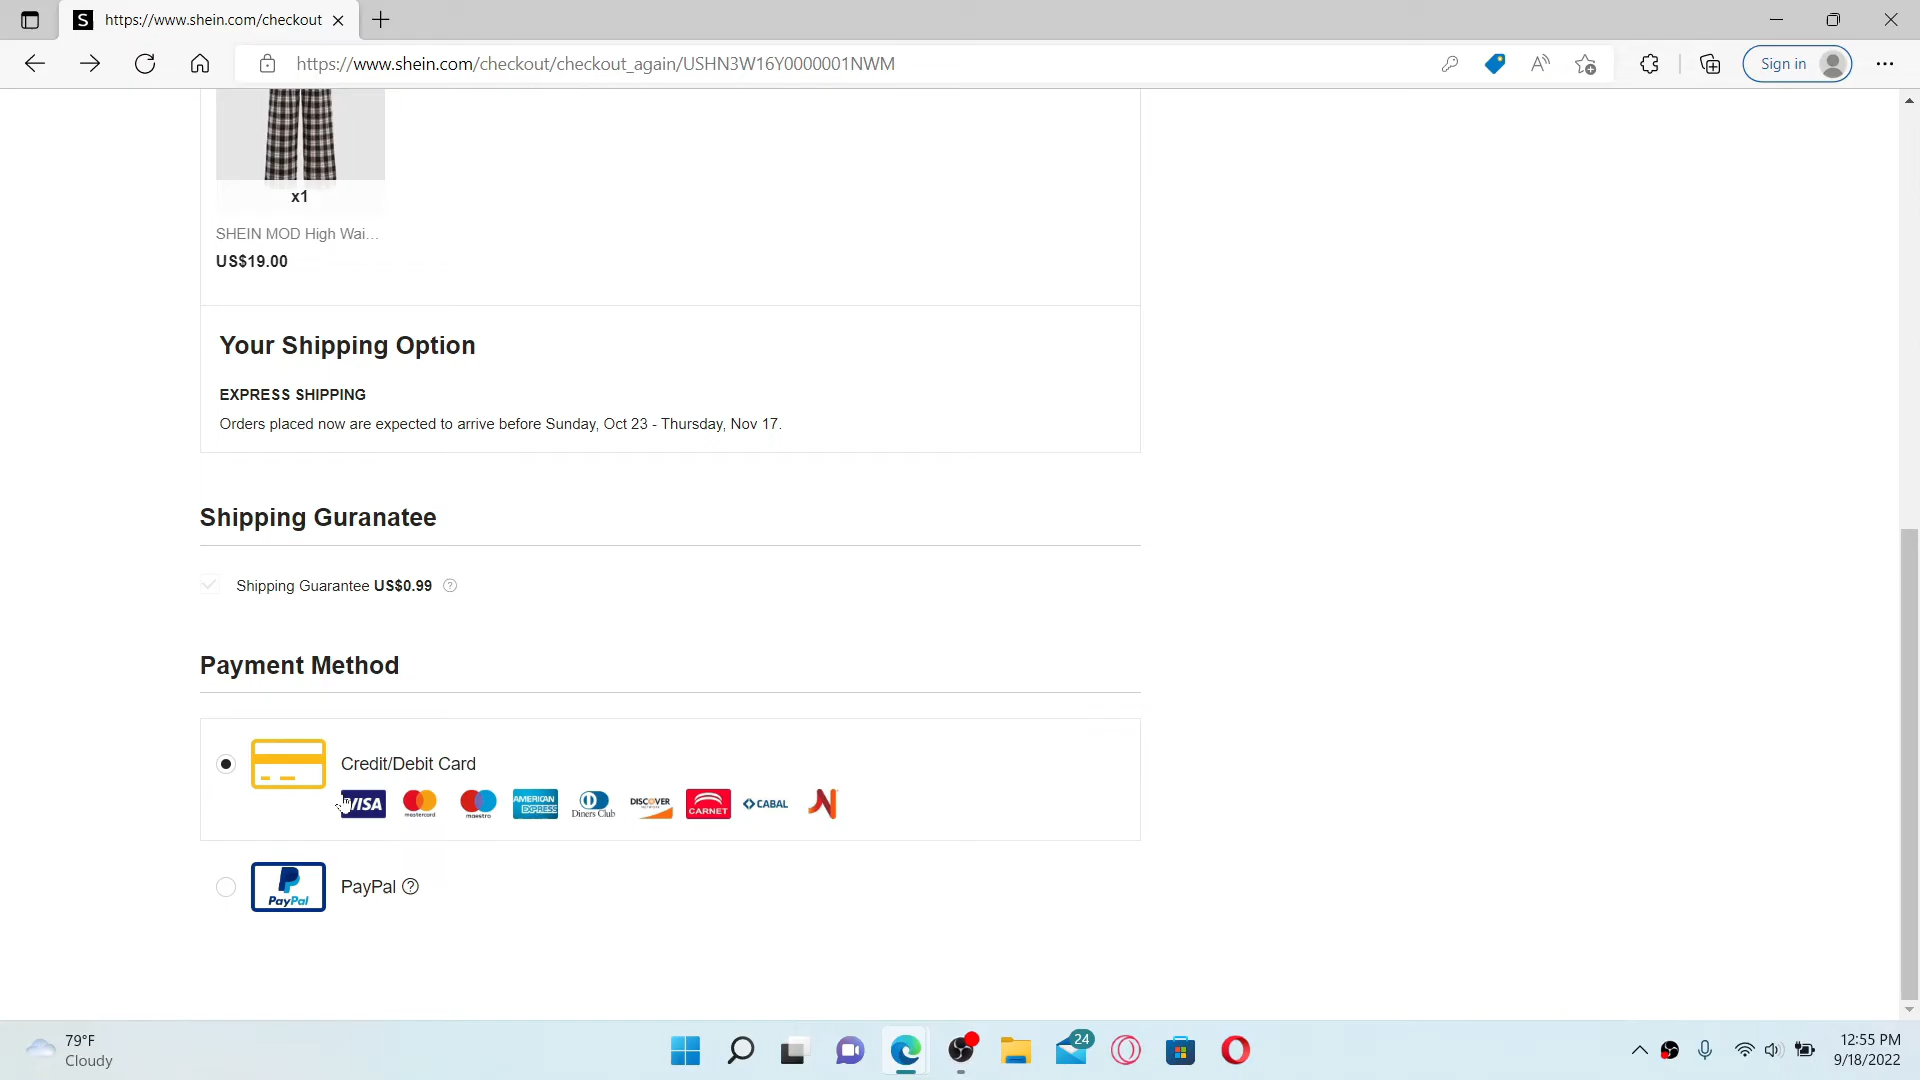 https://www.shein.com/checkout
https://www.shein.com/checkout/checkout_again/USHN3W16Y0000001NWM
Sign in
x1
SHEIN MOD High Wai...
US$19.00
Your Shipping Option
EXPRESS SHIPPING
Orders placed now are expected to arrive before Sunday, Oct 23 - Thursday, Nov 17.
Shipping Guranatee
Shipping Guarantee US$0.99
Payment Method
Credit/Debit Card
VISA mastercard maestro AMERICAN EXPRESS Diners Club DISCOVER CARNET CABAL
PayPal PayPal
79°F
Cloudy
24
12:55 PM
9/18/2022